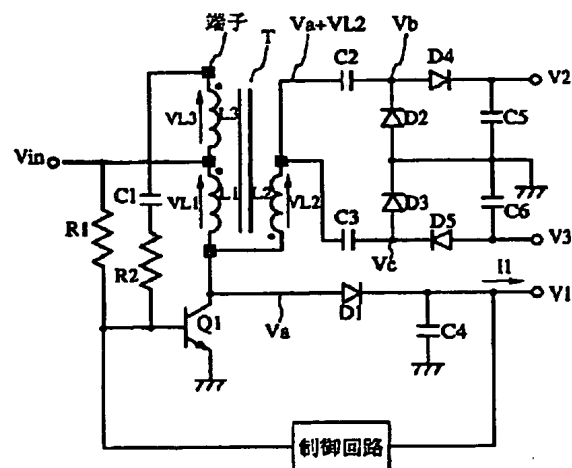 端子
T
Va+VL2
Vb
C2
D4
V2
VL3
L3
D2
C5
Vin
C1
VL1
L1
L2
VL2
D3
C6
R1
R2
C3
D5
Vc
V3
I1
V1
Q1
Va
D1
C4
制御回路